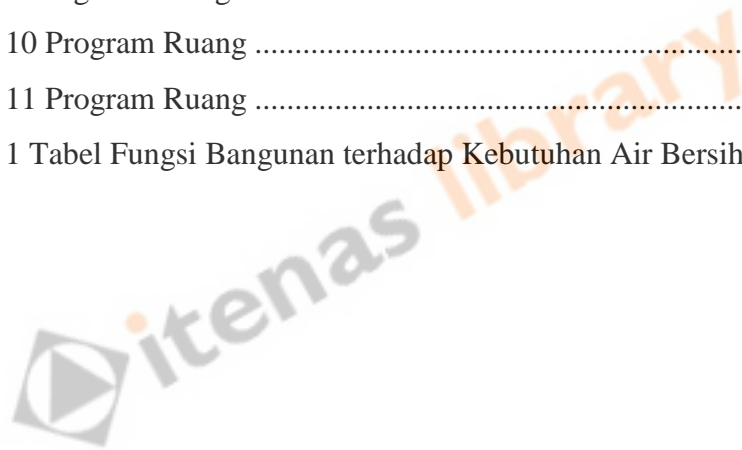 10 Program Ruang ............................................................
11 Program Ruang ............................................................
1 Tabel Fungsi Bangunan terhadap Kebutuhan Air Bersih
itenas library